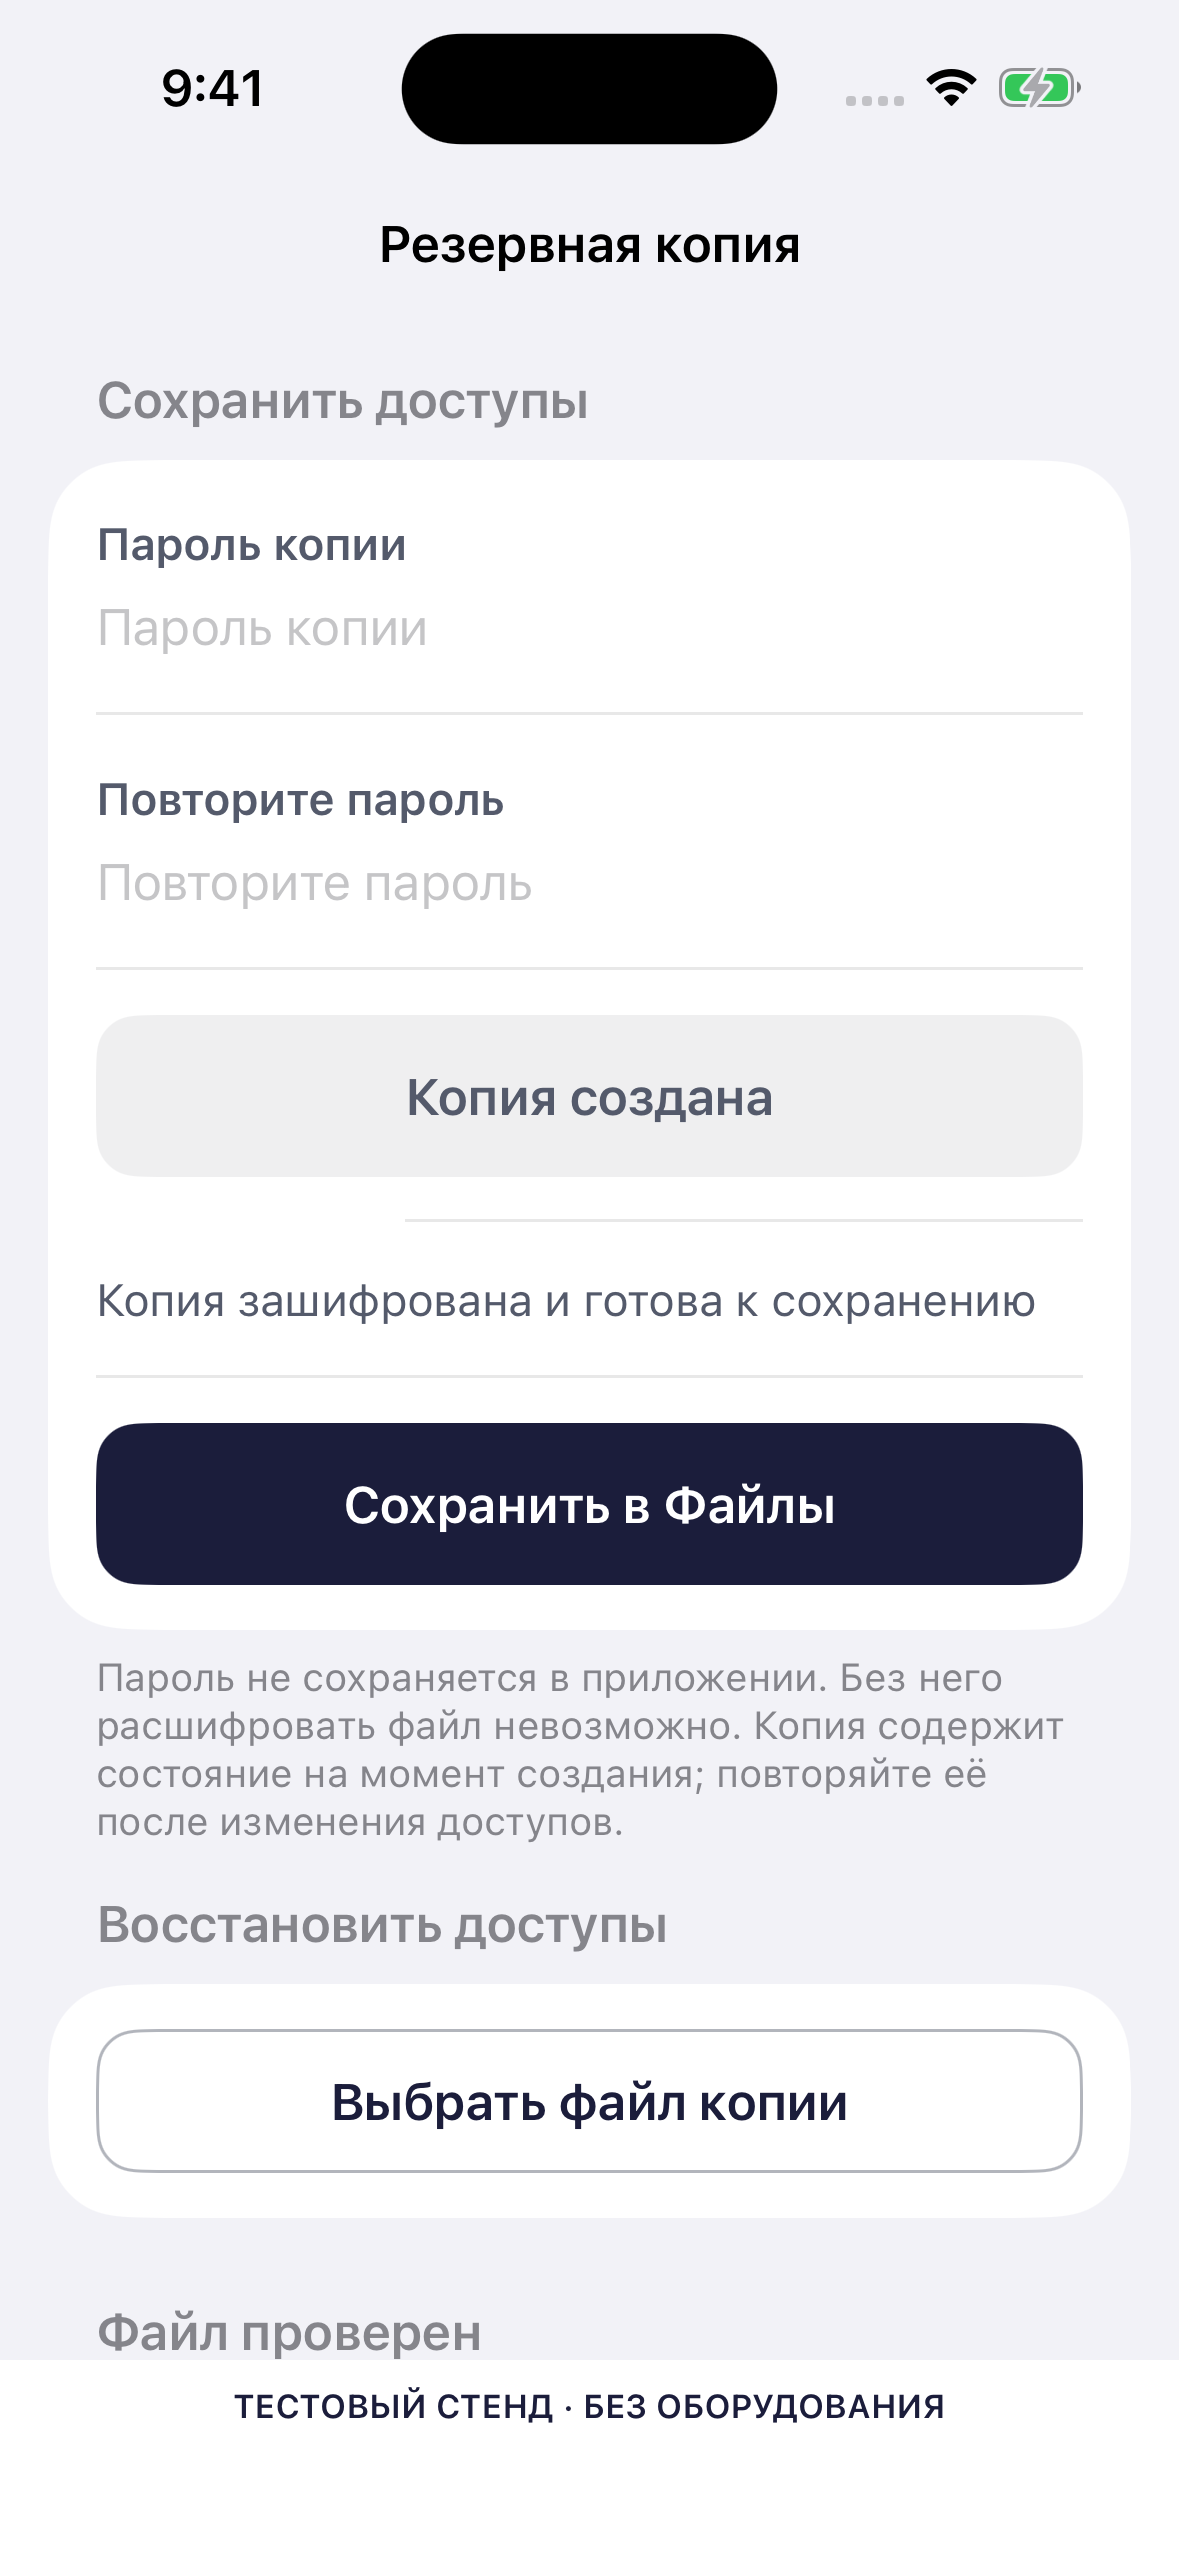 9:41
Резервная копия
Сохранить доступы
Пароль копии
Пароль копии
Повторите пароль
Повторите пароль
Копия создана
Копия зашифрована и готова к сохранению
Сохранить в Файлы
Пароль не сохраняется в приложении. Без него
расшифровать файл невозможно. Копия содержит
состояние на момент создания; повторяйте её
после изменения доступов.
Восстановить доступы
Выбрать файл копии
Файл проверен
ТЕСТОВЫЙ СТЕНД · БЕЗ ОБОРУДОВАНИЯ